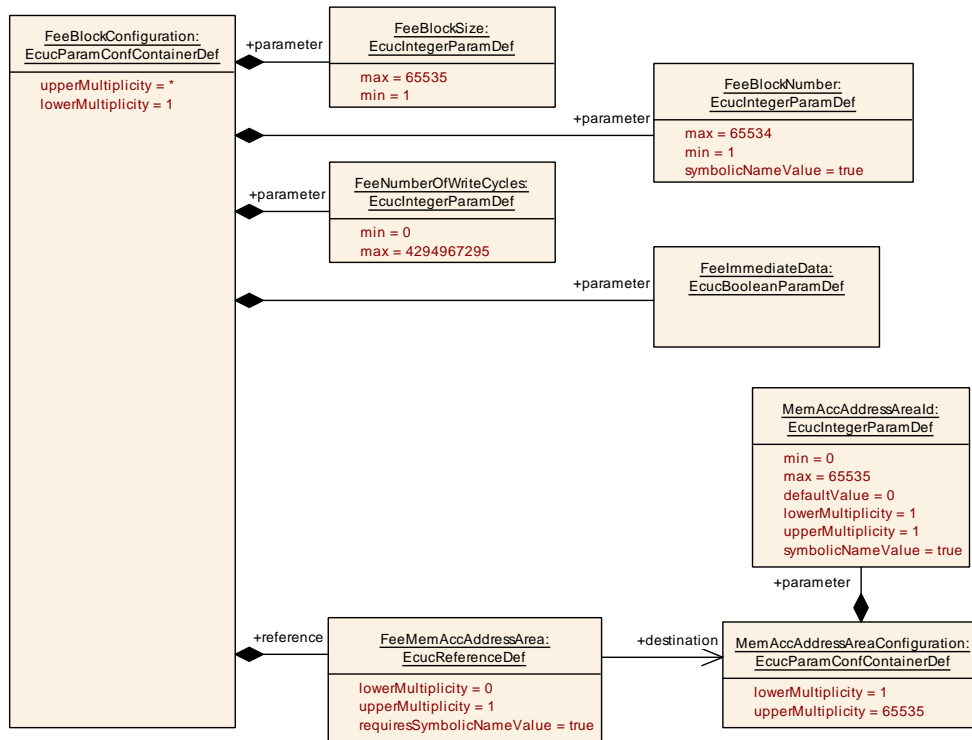 FeeBlockConfiguration:
EcucParamConfContainerDef
upperMultiplicity = *
lowerMultiplicity = 1
+parameter
FeeBlockSize:
EcucIntegerParamDef
max = 65535
min = 1
+parameter
FeeBlockNumber:
EcucIntegerParamDef
max = 65534
min = 1
symbolicNameValue = true
+parameter
FeeNumberOfWriteCycles:
EcucIntegerParamDef
min = 0
max = 4294967295
+parameter
FeeImmediateData:
EcucBooleanParamDef
MemAccAddressAreaId:
EcucIntegerParamDef
min = 0
max = 65535
defaultValue = 0
lowerMultiplicity = 1
upperMultiplicity = 1
symbolicNameValue = true
+parameter
+reference
FeeMemAccAddressArea:
EcucReferenceDef
lowerMultiplicity = 0
upperMultiplicity = 1
requiresSymbolicNameValue = true
+destination
MemAccAddressAreaConfiguration:
EcucParamConfContainerDef
lowerMultiplicity = 1
upperMultiplicity = 65535